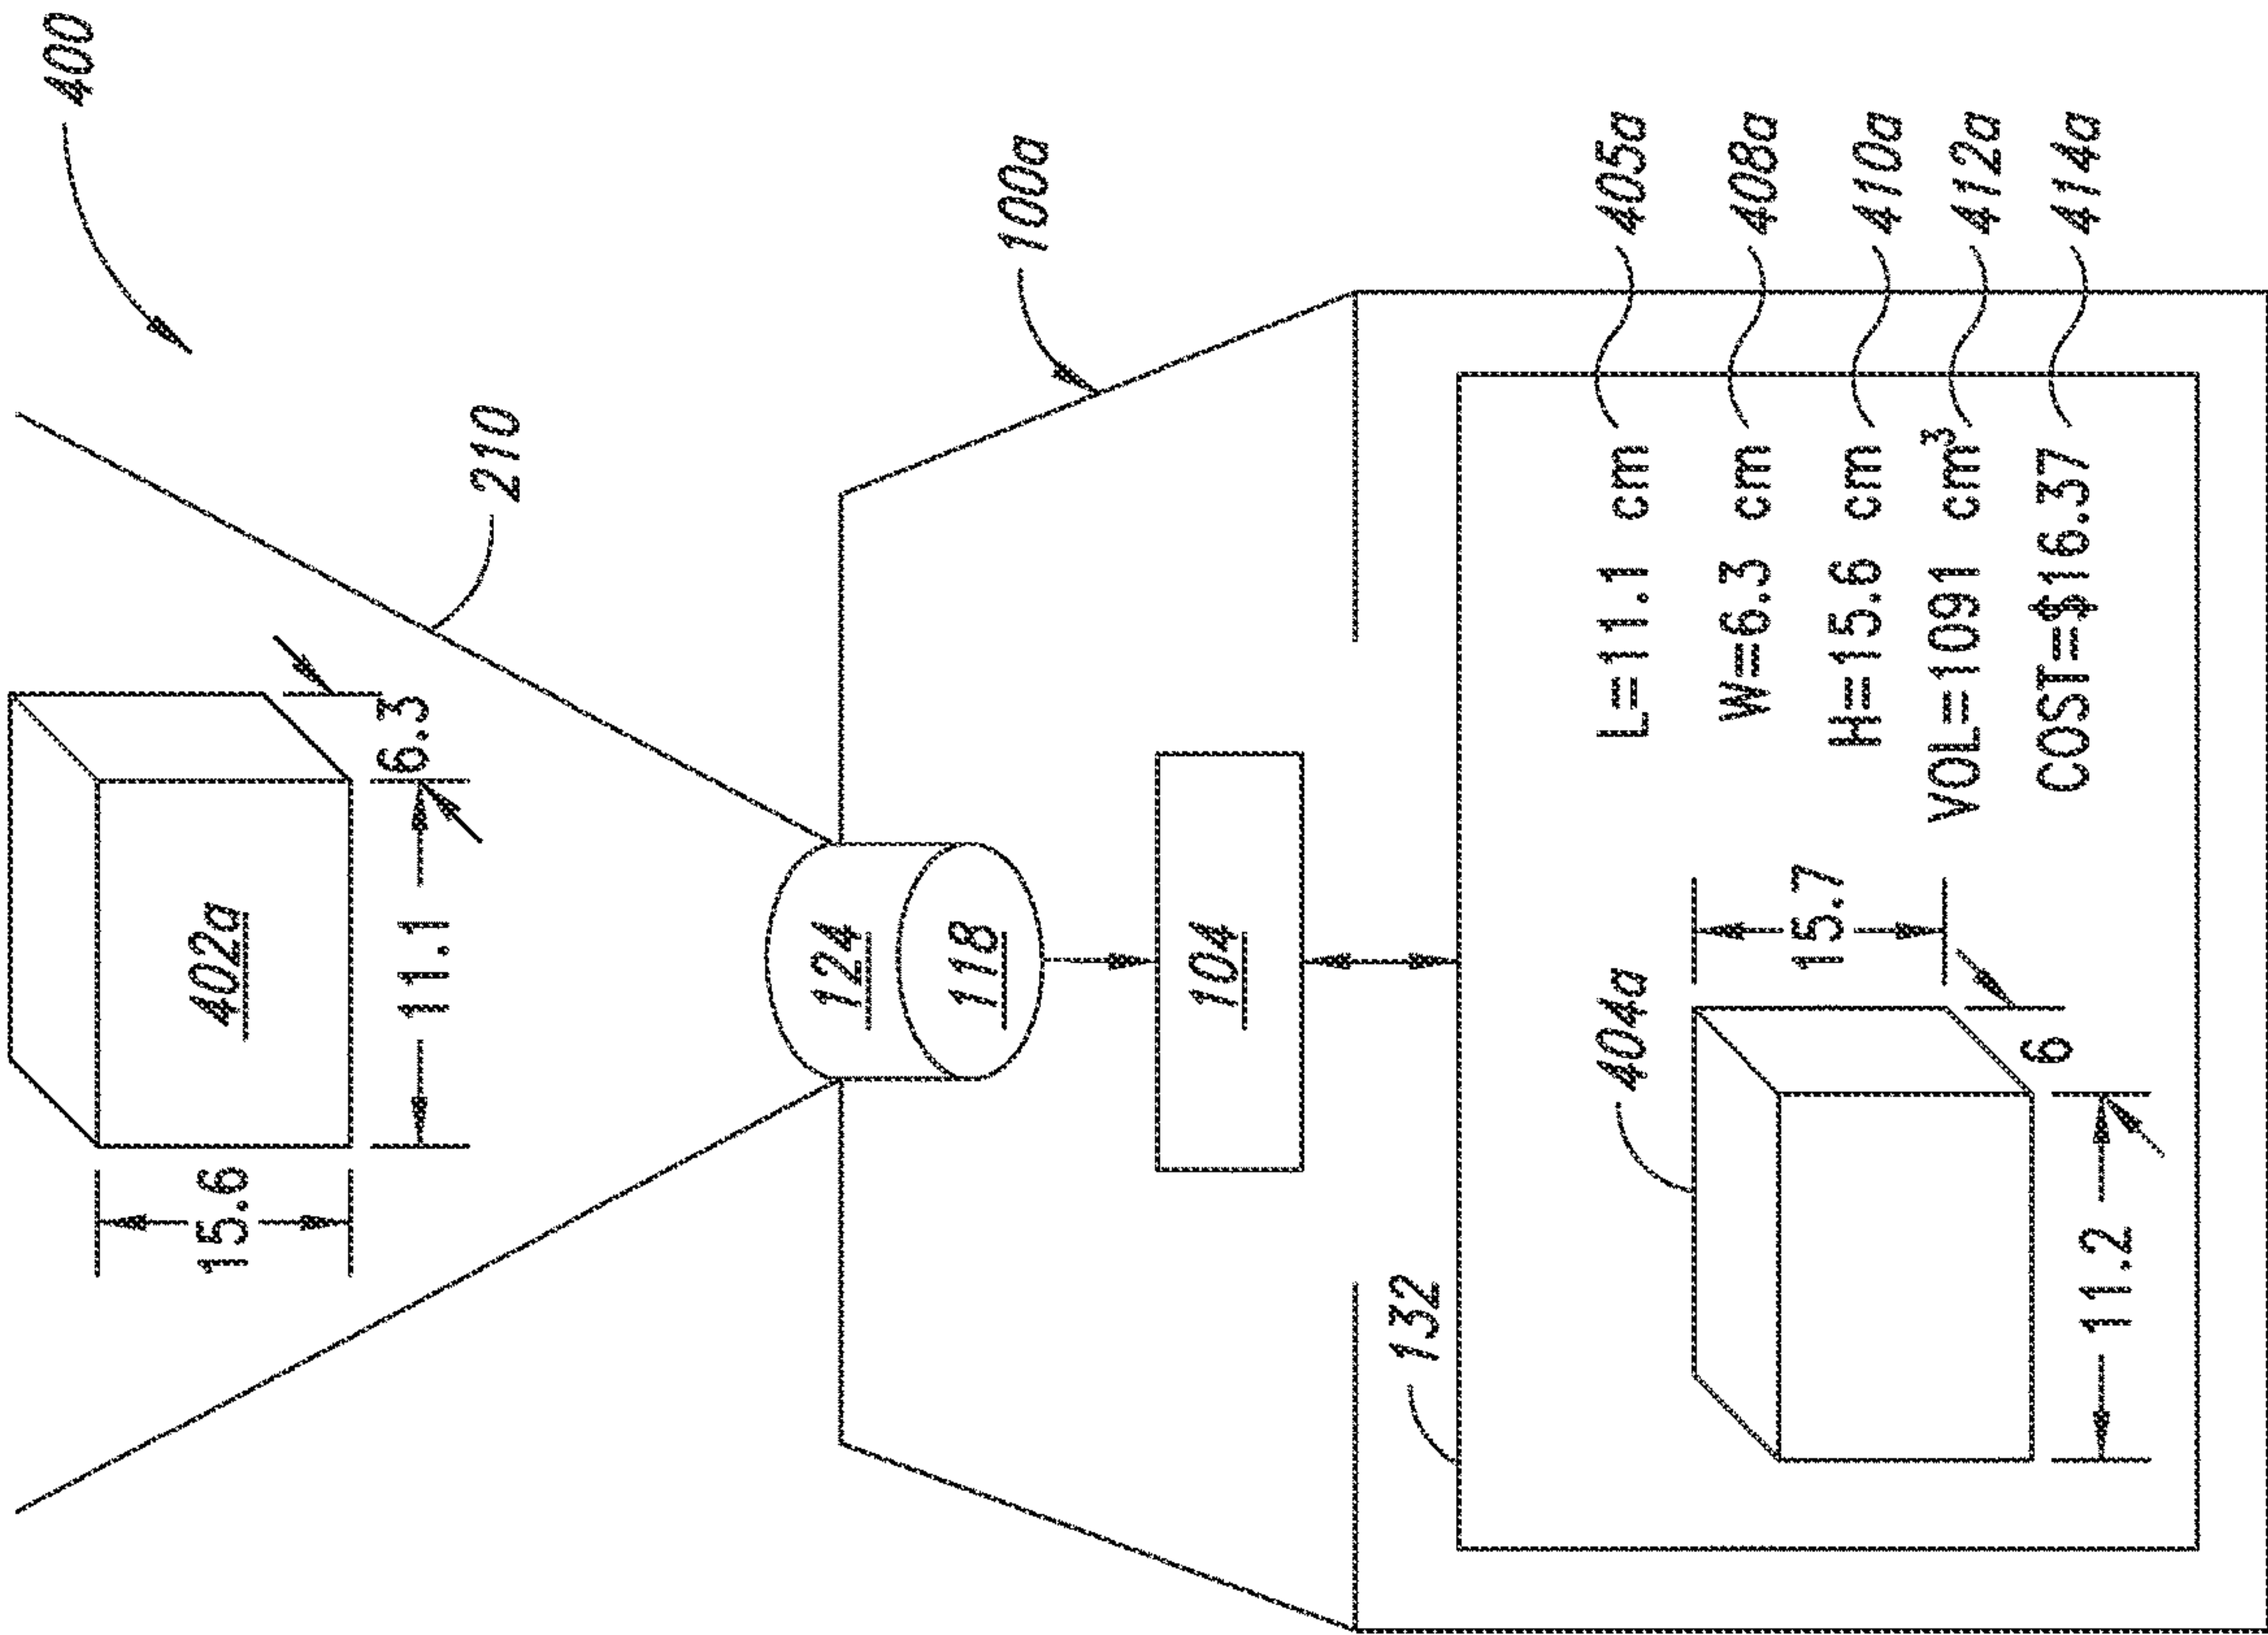 400
402a
15.6
11.1
6.3
210
100a
124
118
104
132
404a
15.7
11.2
6
L=11.1 cm 405a
W=6.3 cm 408a
H=15.6 cm 410a
VOL=1091 cm³ 412a
COST=$16.37 414a